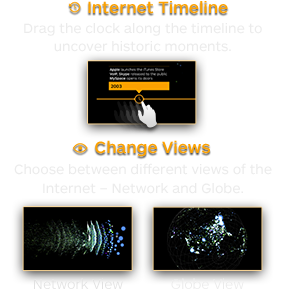 Internet Timeline
Drag the clock along the timeline to
uncover historic moments.
Apple launches the iTunes Store
VoIP, Skype released to the public
MySpace opens its doors
2003
Change Views
Choose between different views of the
Internet – Network and Globe.
Network View
Globe View